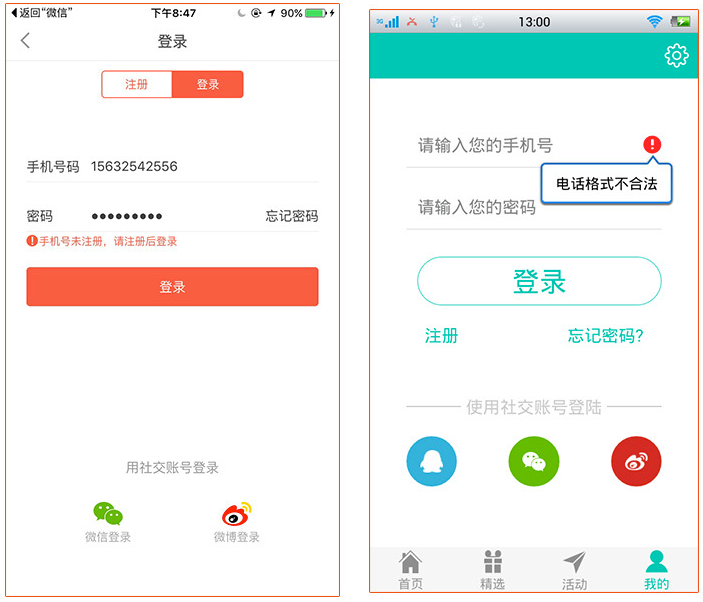 返回“微信”
下午8:47
90%
登录
注册
登录
手机号码 15632542556
密码 ●●●●●●●●● 忘记密码
手机号未注册，请注册后登录
登录
用社交账号登录
微信登录
微博登录
3G
13:00
请输入您的手机号
电话格式不合法
请输入您的密码
登录
注册
忘记密码?
使用社交账号登陆
首页
精选
活动
我的